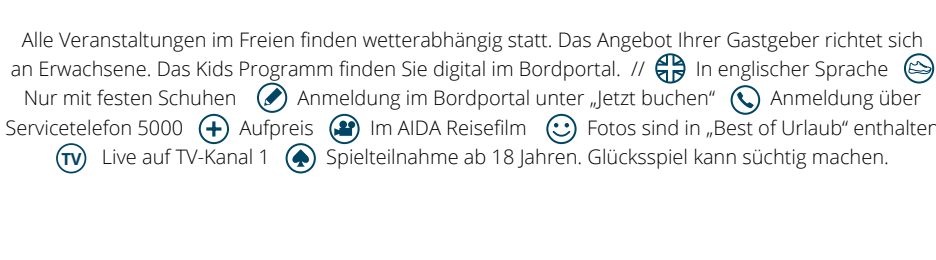 Alle Veranstaltungen im Freien finden wetterabhängig statt. Das Angebot Ihrer Gastgeber richtet sich
an Erwachsene. Das Kids Programm finden Sie digital im Bordportal. // In englischer Sprache
Nur mit festen Schuhen Anmeldung im Bordportal unter „Jetzt buchen“ Anmeldung über
Servicetelefon 5000 + Aufpreis Im AIDA Reisefilm Fotos sind in „Best of Urlaub“ enthalten
TV Live auf TV-Kanal 1 Spielteilnahme ab 18 Jahren. Glücksspiel kann süchtig machen.